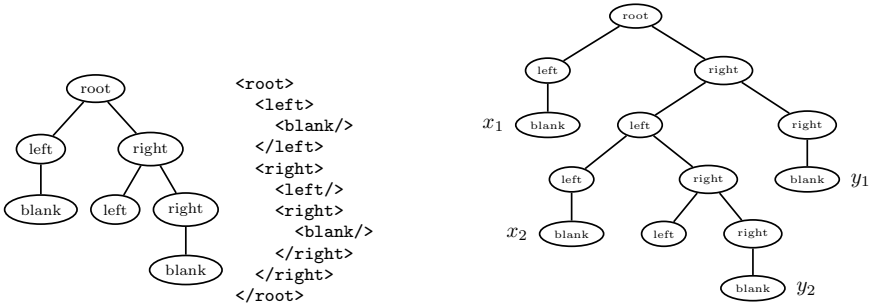 root
left right
blank left right
blank
<root>
<left>
<blank/>
</left>
<right>
<left/>
<right>
<blank/>
</right>
</right>
</root>
root
left right
x1 blank left right
left right blank y1
x2 blank left right
blank y2